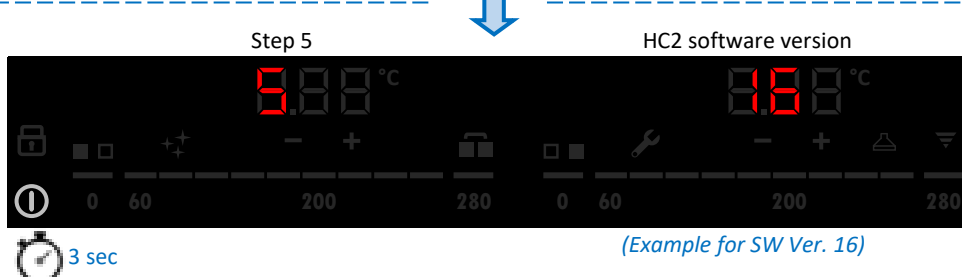 Step 5
HC2 software version
5 °C
16 °C
− +
− +
0 60 200 280
0 60 200 280
3 sec
(Example for SW Ver. 16)